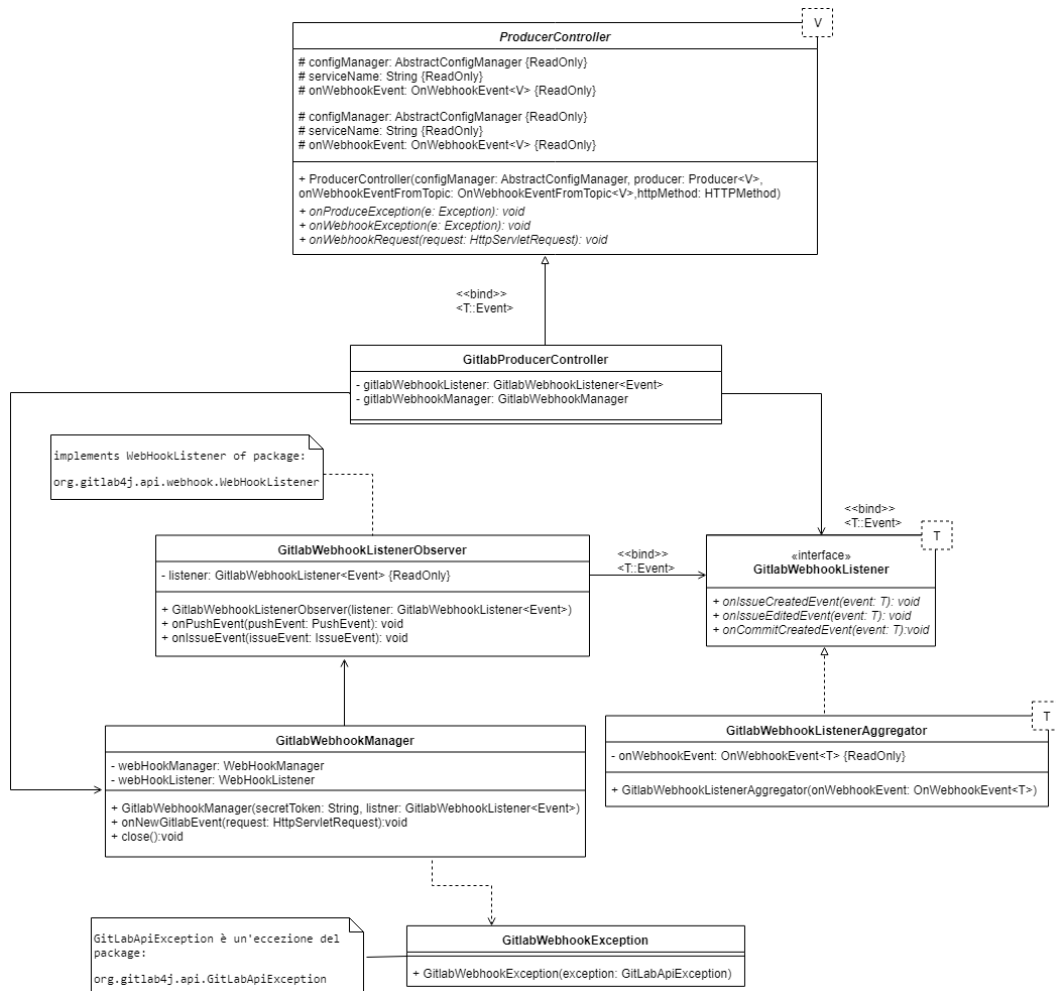 V
ProducerController
# configManager: AbstractConfigManager {ReadOnly}
# serviceName: String {ReadOnly}
# onWebhookEvent: OnWebhookEvent<V> {ReadOnly}
# configManager: AbstractConfigManager {ReadOnly}
# serviceName: String {ReadOnly}
# onWebhookEvent: OnWebhookEvent<V> {ReadOnly}
+ ProducerController(configManager: AbstractConfigManager, producer: Producer<V>,
onWebhookEventFromTopic: OnWebhookEventFromTopic<V>,httpMethod: HTTPMethod)
+ onProduceException(e: Exception): void
+ onWebhookException(e: Exception): void
+ onWebhookRequest(request: HttpServletRequest): void
<<bind>>
<T::Event>
GitlabProducerController
- gitlabWebhookListener: GitlabWebhookListener<Event>
- gitlabWebhookManager: GitlabWebhookManager
implements WebHookListener of package:
org.gitlab4j.api.webhook.WebHookListener
<<bind>>
<T::Event>
T
GitlabWebhookListenerObserver
- listener: GitlabWebhookListener<Event> {ReadOnly}
+ GitlabWebhookListenerObserver(listener: GitlabWebhookListener<Event>)
+ onPushEvent(pushEvent: PushEvent): void
+ onIssueEvent(issueEvent: IssueEvent): void
<<bind>>
<T::Event>
«interface»
GitlabWebhookListener
+ onIssueCreatedEvent(event: T): void
+ onIssueEditedEvent(event: T): void
+ onCommitCreatedEvent(event: T):void
T
GitlabWebhookListenerAggregator
- onWebhookEvent: OnWebhookEvent<T> {ReadOnly}
+ GitlabWebhookListenerAggregator(onWebhookEvent: OnWebhookEvent<T>)
GitlabWebhookManager
- webHookManager: WebHookManager
- webHookListener: WebHookListener
+ GitlabWebhookManager(secretToken: String, listner: GitlabWebhookListener<Event>)
+ onNewGitlabEvent(request: HttpServletRequest):void
+ close():void
GitLabApiException è un'eccezione del
package:
org.gitlab4j.api.GitLabApiException
GitlabWebhookException
+ GitlabWebhookException(exception: GitLabApiException)